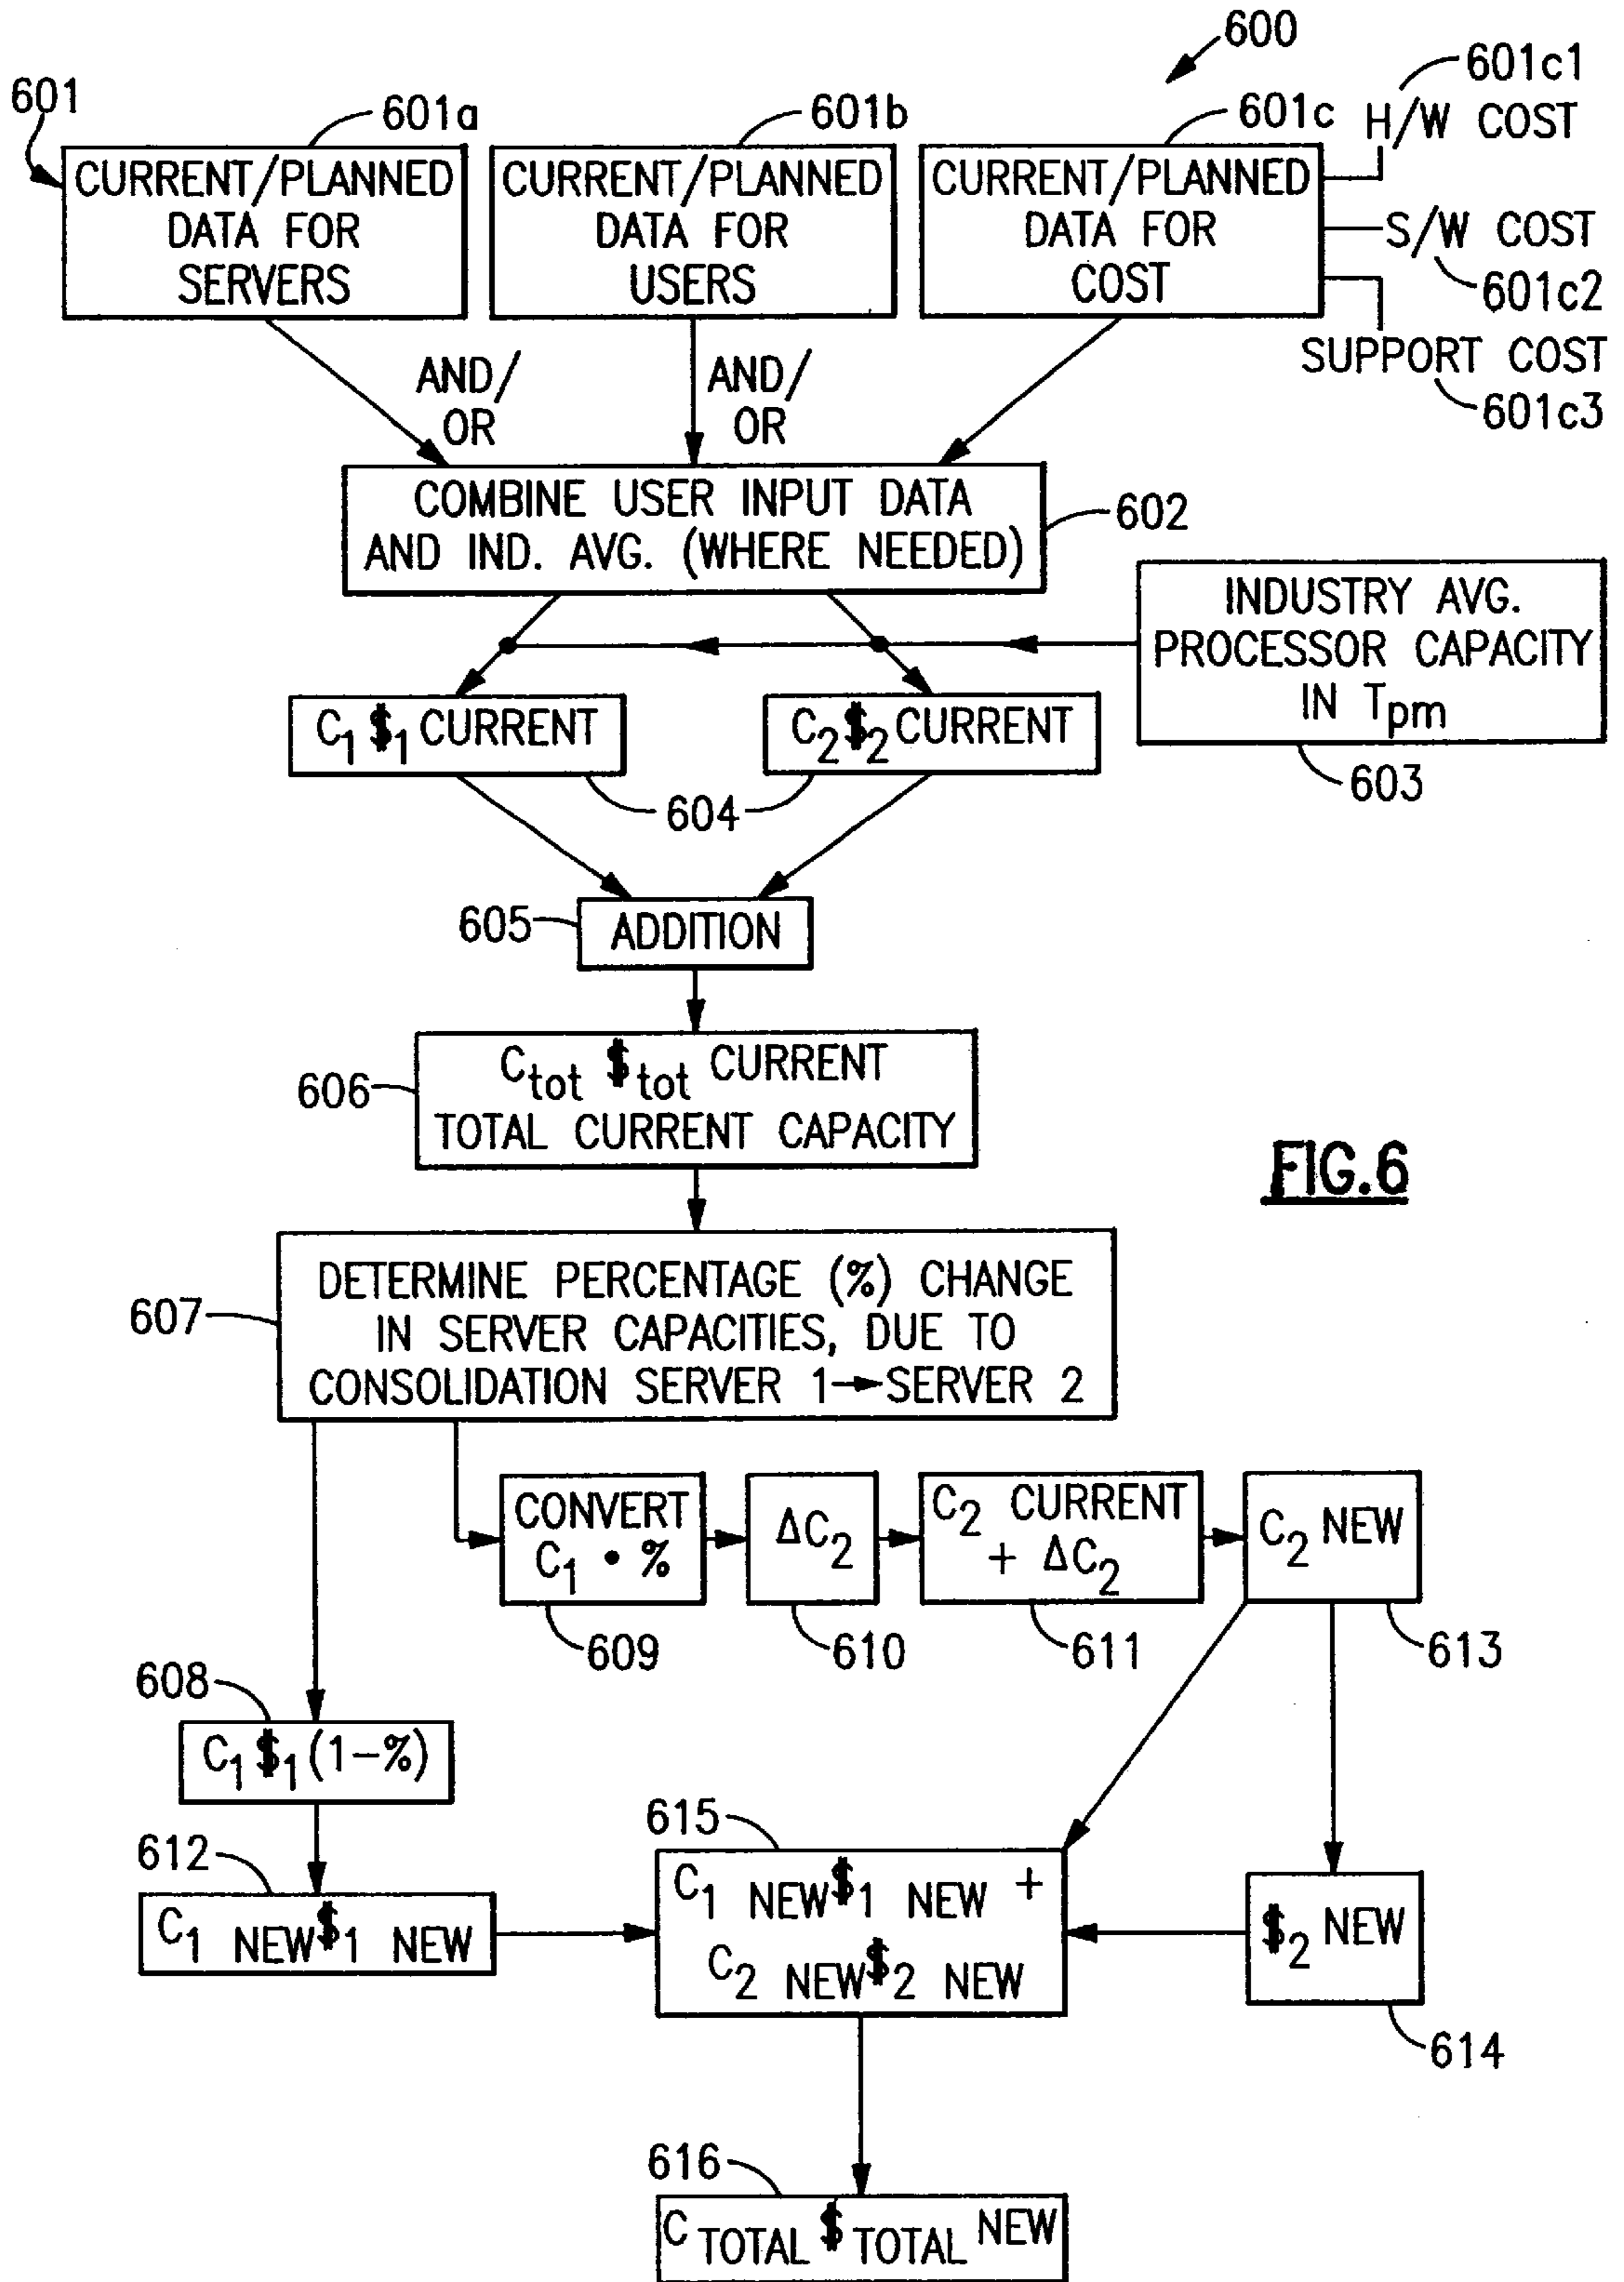 600
601c1
H/W COST
601
601a
601b
601c
CURRENT/PLANNED
DATA FOR
SERVERS
CURRENT/PLANNED
DATA FOR
USERS
CURRENT/PLANNED
DATA FOR
COST
S/W COST
601c2
SUPPORT COST
601c3
AND/
OR
AND/
OR
COMBINE USER INPUT DATA
AND IND. AVG. (WHERE NEEDED)
602
INDUSTRY AVG.
PROCESSOR CAPACITY
IN Tpm
603
C1 $1 CURRENT
C2 $2 CURRENT
604
605
ADDITION
606
Ctot $tot CURRENT
TOTAL CURRENT CAPACITY
FIG.6
607
DETERMINE PERCENTAGE (%) CHANGE
IN SERVER CAPACITIES, DUE TO
CONSOLIDATION SERVER 1→SERVER 2
CONVERT
C1 • %
609
ΔC2
610
C2 CURRENT
+ ΔC2
611
C2 NEW
613
608
C1 $1 (1-%)
612
C1 NEW $1 NEW
615
C1 NEW $1 NEW +
C2 NEW $2 NEW
$2 NEW
614
616
C TOTAL $ TOTAL NEW